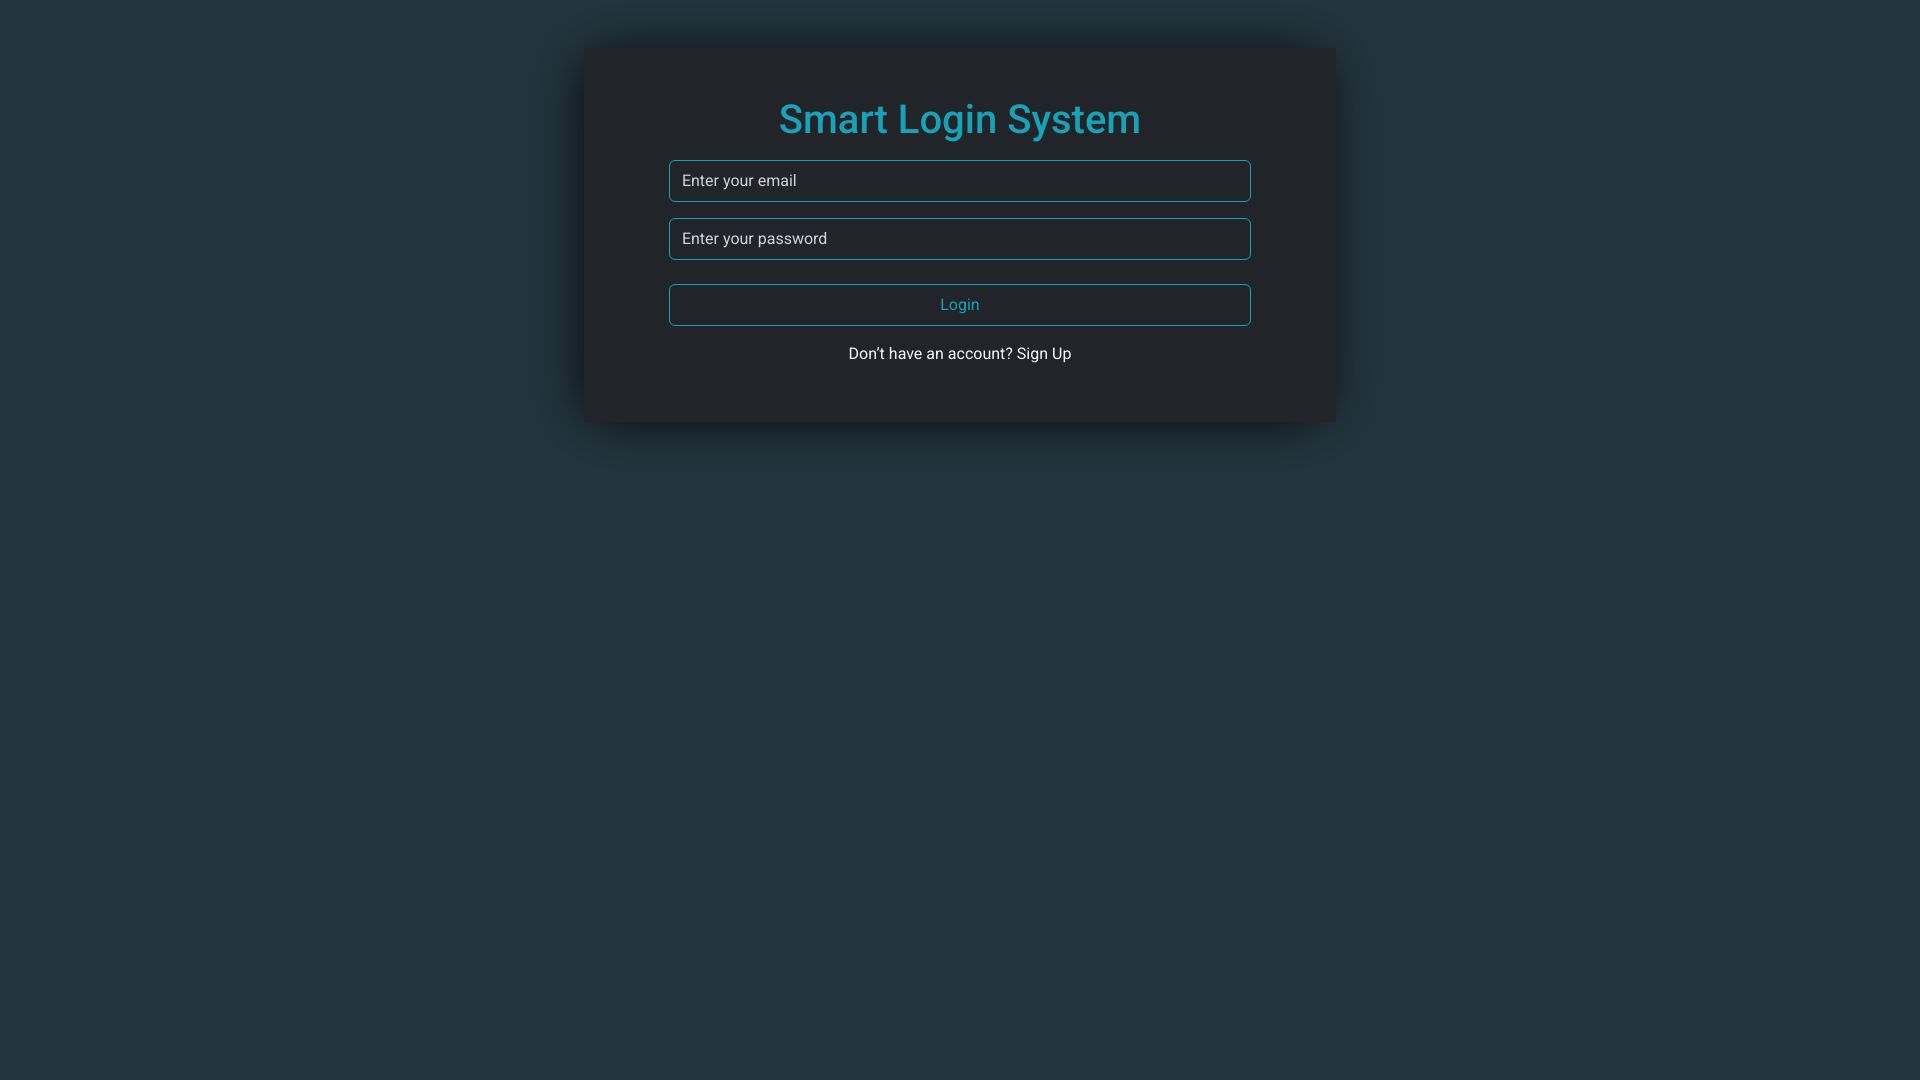 Smart Login System
Enter your email
Enter your password
Login
Don’t have an account? Sign Up